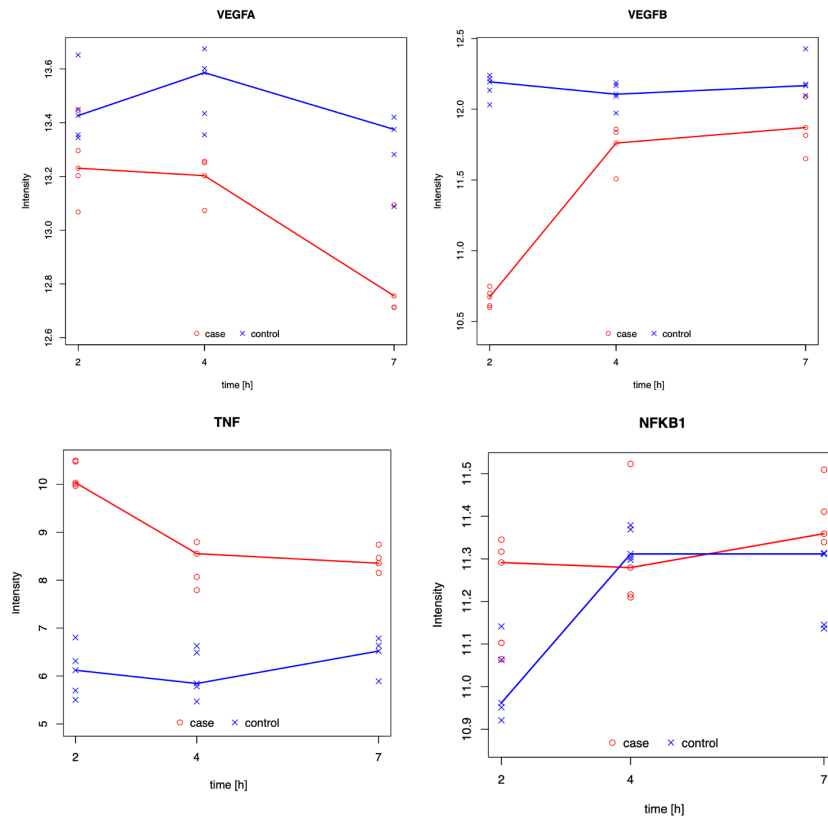 VEGFA
Intensity
13.6
13.4
13.2
13.0
12.8
12.6
case control
2 4 7
time [h]
VEGFB
Intensity
12.5
12.0
11.5
11.0
10.5
case control
2 4 7
time [h]
TNF
Intensity
10
9
8
7
6
5
case control
2 4 7
time [h]
NFKB1
Intensity
11.5
11.4
11.3
11.2
11.1
11.0
10.9
case control
2 4 7
time [h]